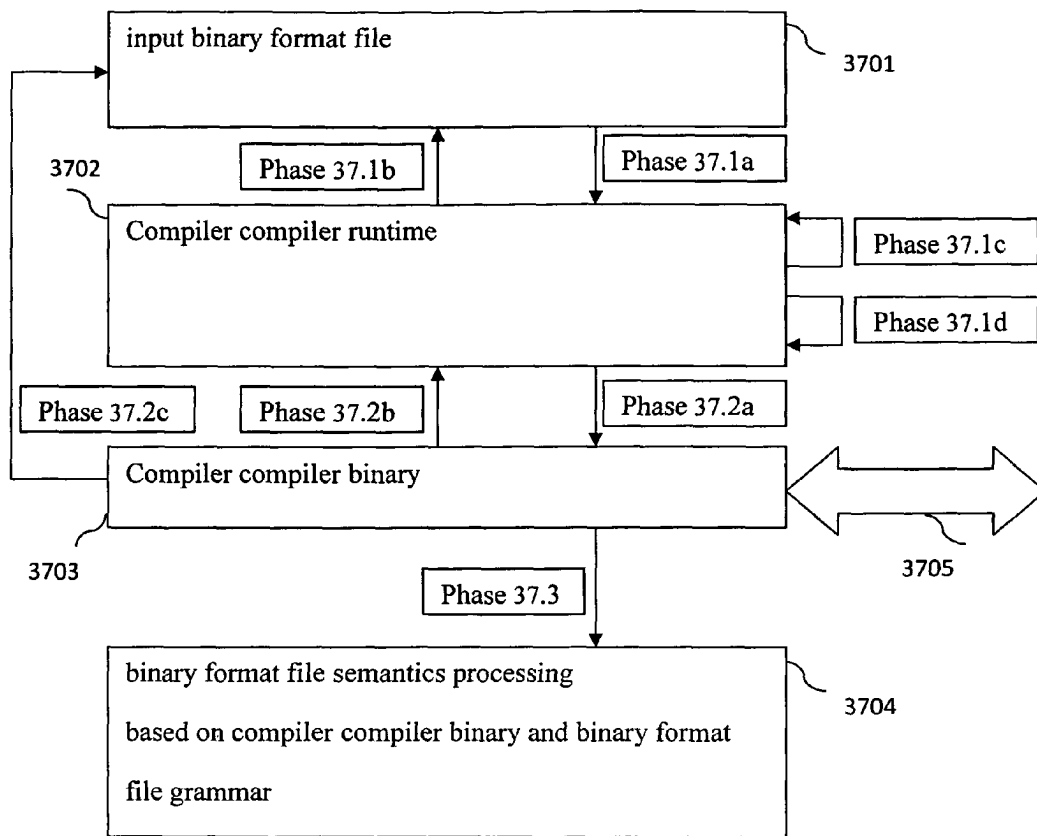 input binary format file
3701
Phase 37.1b
Phase 37.1a
3702
Compiler compiler runtime
Phase 37.1c
Phase 37.1d
Phase 37.2c
Phase 37.2b
Phase 37.2a
Compiler compiler binary
3703
3705
Phase 37.3
binary format file semantics processing
based on compiler compiler binary and binary format
file grammar
3704